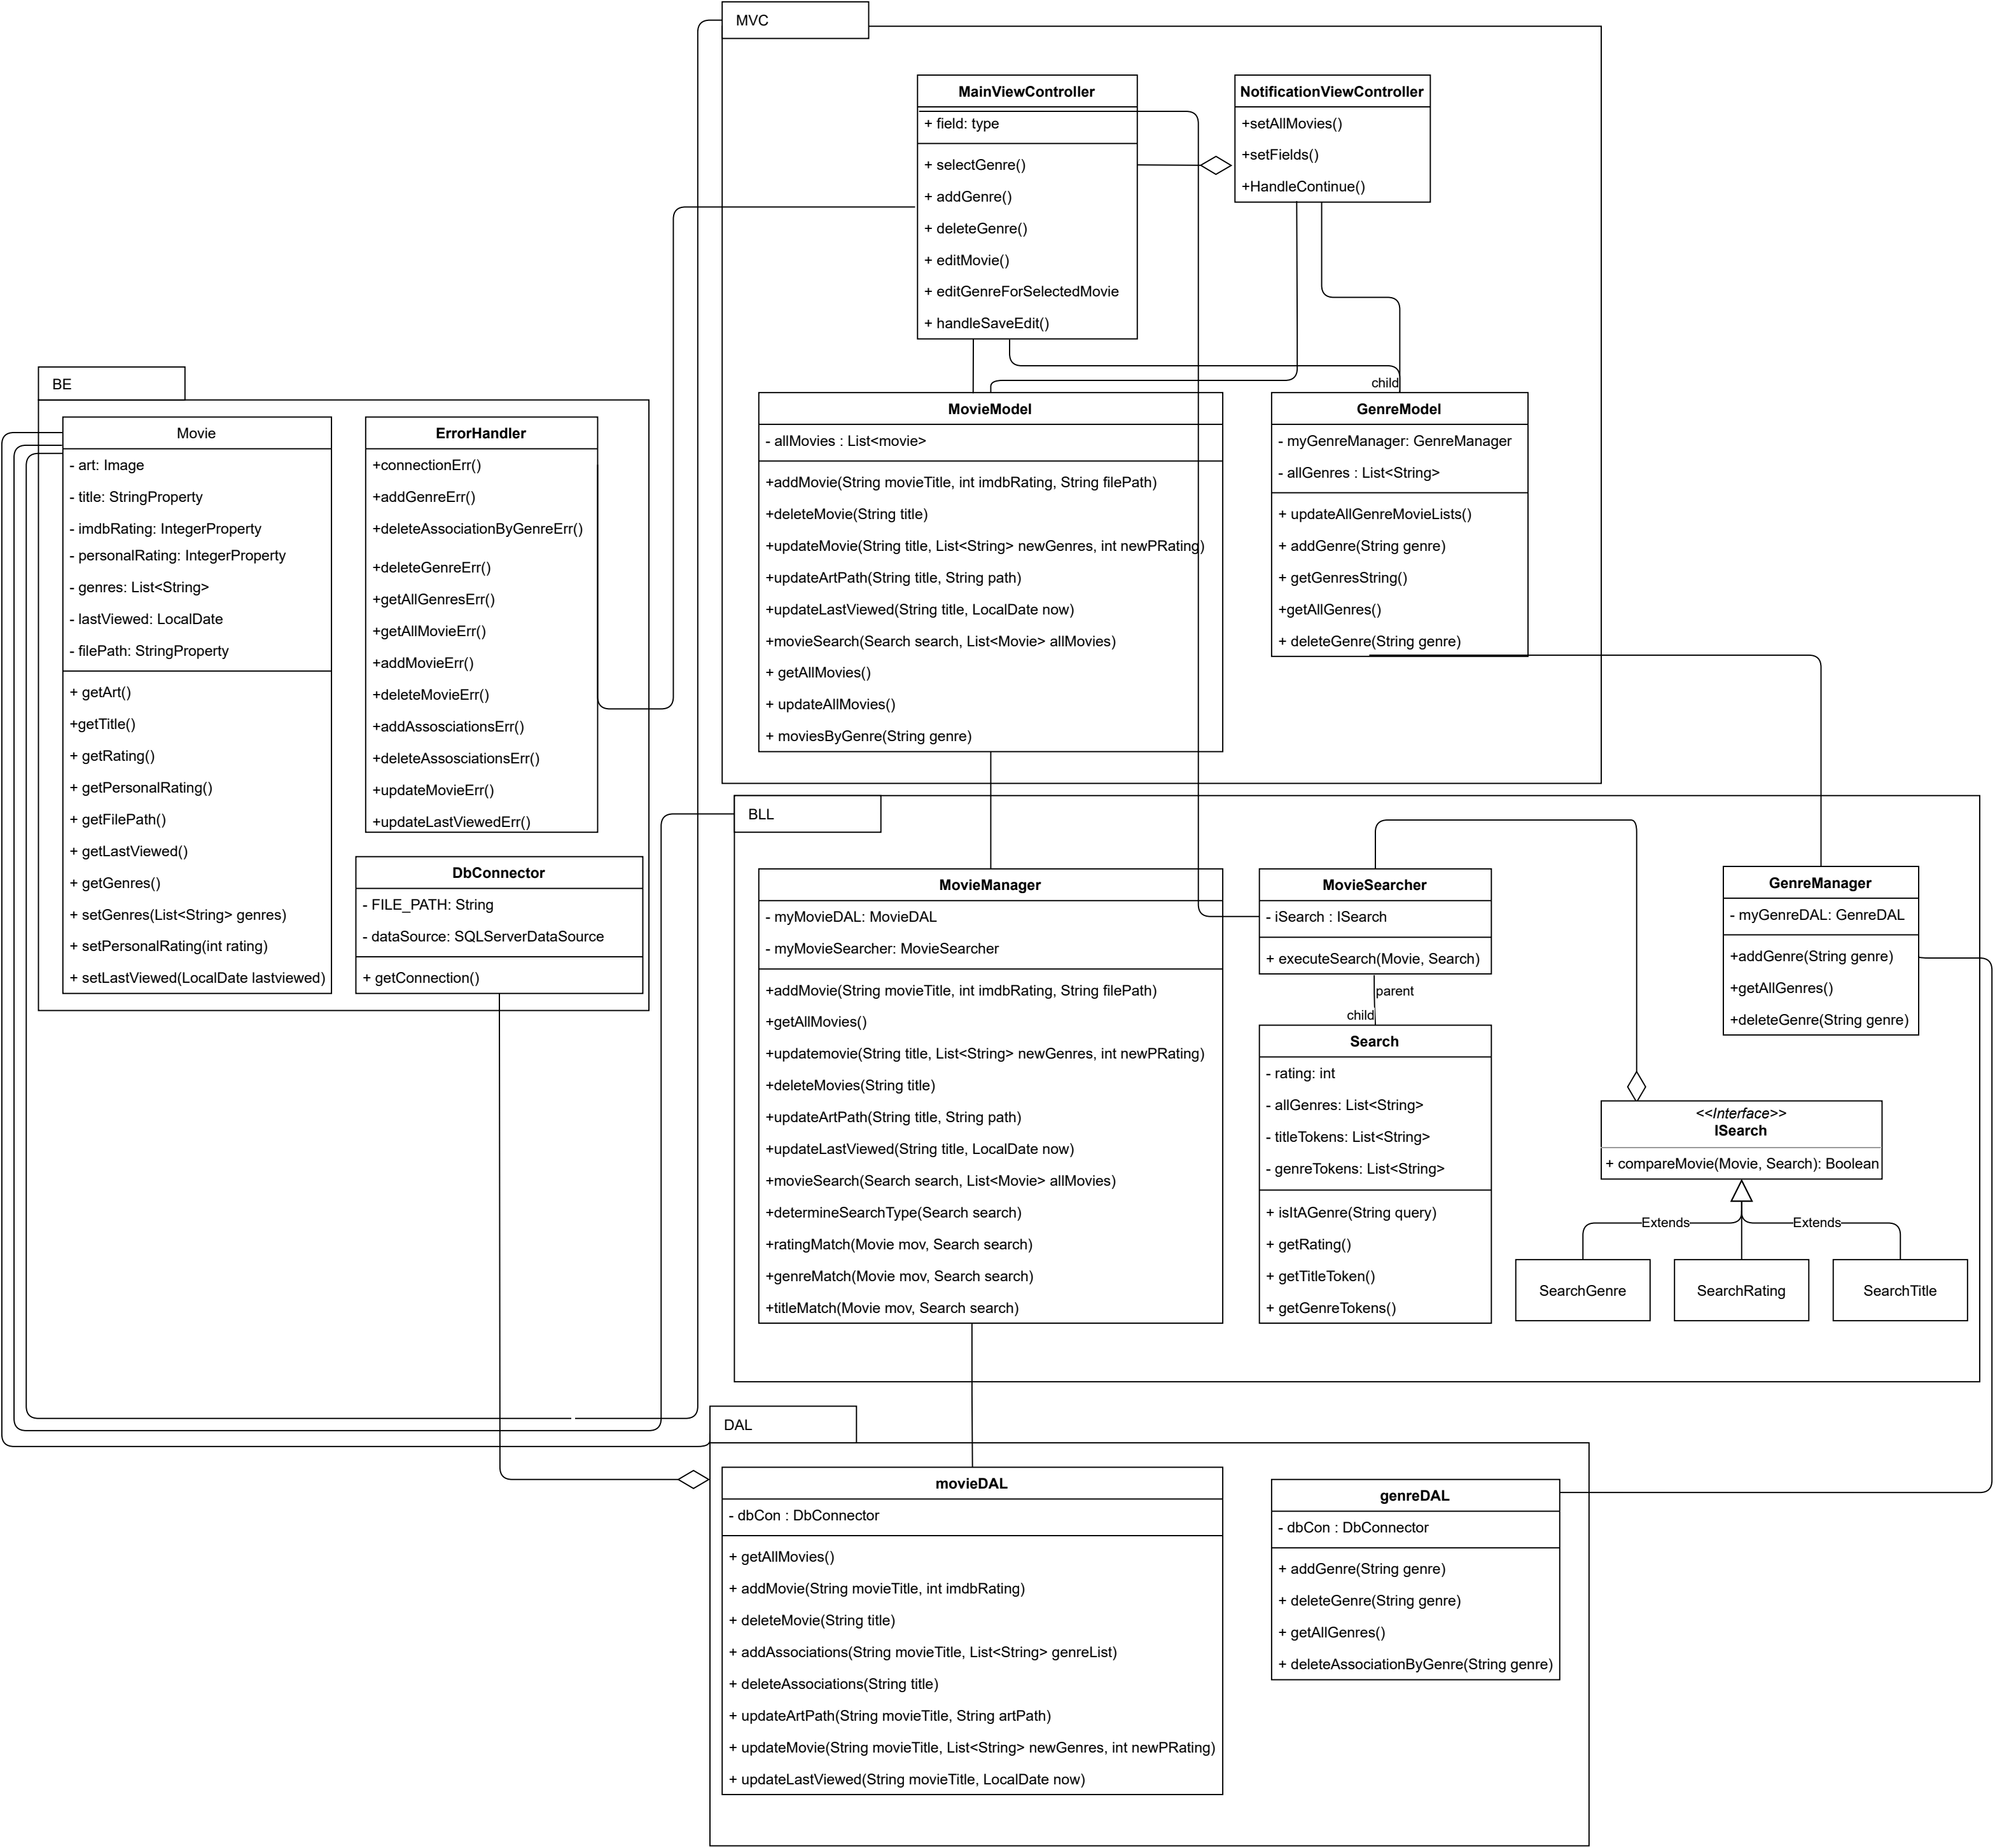 MVC
MainViewController
+ field: type
+ selectGenre()
+ addGenre()
+ deleteGenre()
+ editMovie()
+ editGenreForSelectedMovie
+ handleSaveEdit()
NotificationViewController
+setAllMovies()
+setFields()
+HandleContinue()
MovieModel
- allMovies : List<movie>
+addMovie(String movieTitle, int imdbRating, String filePath)
+deleteMovie(String title)
+updateMovie(String title, List<String> newGenres, int newPRating)
+updateArtPath(String title, String path)
+updateLastViewed(String title, LocalDate now)
+movieSearch(Search search, List<Movie> allMovies)
+ getAllMovies()
+ updateAllMovies()
+ moviesByGenre(String genre)
child
GenreModel
- myGenreManager: GenreManager
- allGenres : List<String>
+ updateAllGenreMovieLists()
+ addGenre(String genre)
+ getGenresString()
+getAllGenres()
+ deleteGenre(String genre)
BE
Movie
- art: Image
- title: StringProperty
- imdbRating: IntegerProperty
- personalRating: IntegerProperty
- genres: List<String>
- lastViewed: LocalDate
- filePath: StringProperty
+ getArt()
+getTitle()
+ getRating()
+ getPersonalRating()
+ getFilePath()
+ getLastViewed()
+ getGenres()
+ setGenres(List<String> genres)
+ setPersonalRating(int rating)
+ setLastViewed(LocalDate lastviewed)
ErrorHandler
+connectionErr()
+addGenreErr()
+deleteAssociationByGenreErr()
+deleteGenreErr()
+getAllGenresErr()
+getAllMovieErr()
+addMovieErr()
+deleteMovieErr()
+addAssosciationsErr()
+deleteAssosciationsErr()
+updateMovieErr()
+updateLastViewedErr()
DbConnector
- FILE_PATH: String
- dataSource: SQLServerDataSource
+ getConnection()
BLL
MovieManager
- myMovieDAL: MovieDAL
- myMovieSearcher: MovieSearcher
+addMovie(String movieTitle, int imdbRating, String filePath)
+getAllMovies()
+updatemovie(String title, List<String> newGenres, int newPRating)
+deleteMovies(String title)
+updateArtPath(String title, String path)
+updateLastViewed(String title, LocalDate now)
+movieSearch(Search search, List<Movie> allMovies)
+determineSearchType(Search search)
+ratingMatch(Movie mov, Search search)
+genreMatch(Movie mov, Search search)
+titleMatch(Movie mov, Search search)
MovieSearcher
- iSearch : ISearch
+ executeSearch(Movie, Search)
parent
child
Search
- rating: int
- allGenres: List<String>
- titleTokens: List<String>
- genreTokens: List<String>
+ isItAGenre(String query)
+ getRating()
+ getTitleToken()
+ getGenreTokens()
GenreManager
- myGenreDAL: GenreDAL
+addGenre(String genre)
+getAllGenres()
+deleteGenre(String genre)
<<Interface>>
ISearch
+ compareMovie(Movie, Search): Boolean
Extends
Extends
SearchGenre
SearchRating
SearchTitle
DAL
movieDAL
- dbCon : DbConnector
+ getAllMovies()
+ addMovie(String movieTitle, int imdbRating)
+ deleteMovie(String title)
+ addAssociations(String movieTitle, List<String> genreList)
+ deleteAssociations(String title)
+ updateArtPath(String movieTitle, String artPath)
+ updateMovie(String movieTitle, List<String> newGenres, int newPRating)
+ updateLastViewed(String movieTitle, LocalDate now)
genreDAL
- dbCon : DbConnector
+ addGenre(String genre)
+ deleteGenre(String genre)
+ getAllGenres()
+ deleteAssociationByGenre(String genre)